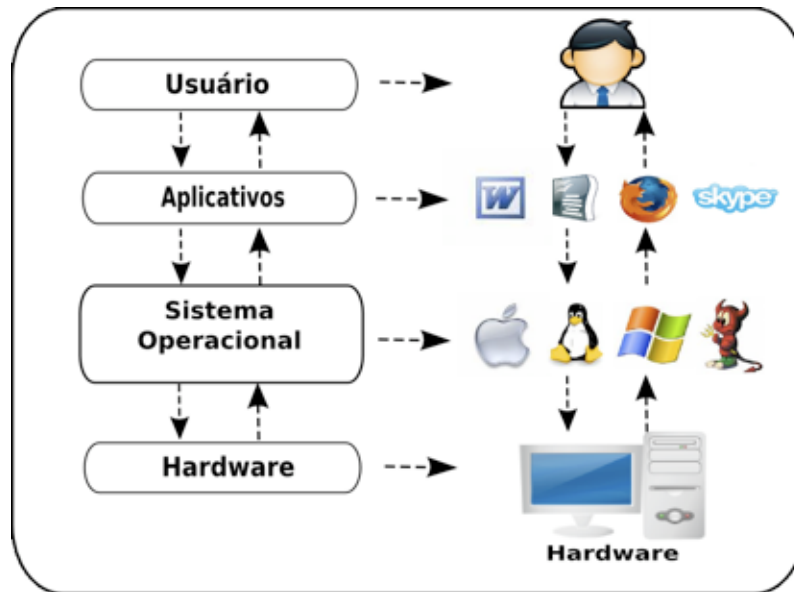 Usuário
Aplicativos
W
skype
Sistema
Operacional
Hardware
Hardware